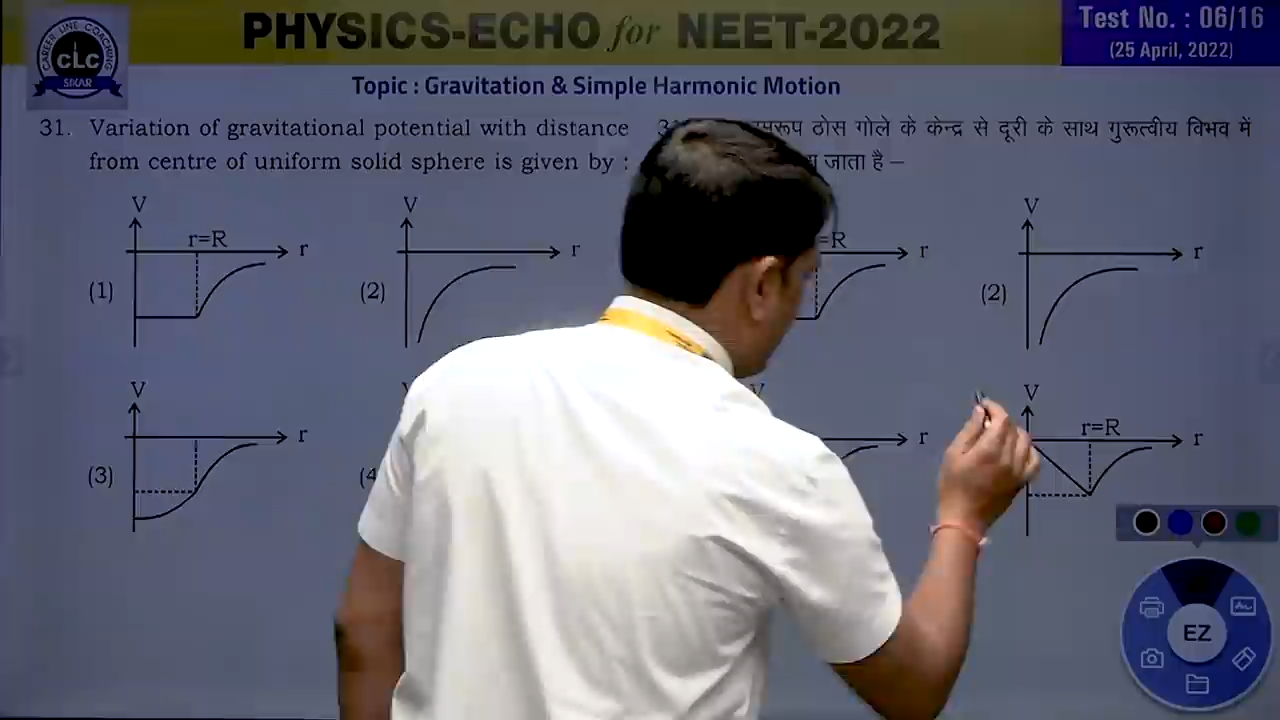 CAREER LINE COACHING
CLC
SIKAR
PHYSICS-ECHO for NEET-2022
Test No. : 06/16
(25 April, 2022)
Topic : Gravitation & Simple Harmonic Motion
31. Variation of gravitational potential with distance
from centre of uniform solid sphere is given by :
ठोस गोले के केन्द्र से दूरी के साथ गुरूत्वीय विभव में
जाता है –
V
r=R
r
(1)
V
r
(2)
=R
r
V
r
(2)
V
r
(3)
V
(4
V
r
V
r=R
r
EZ